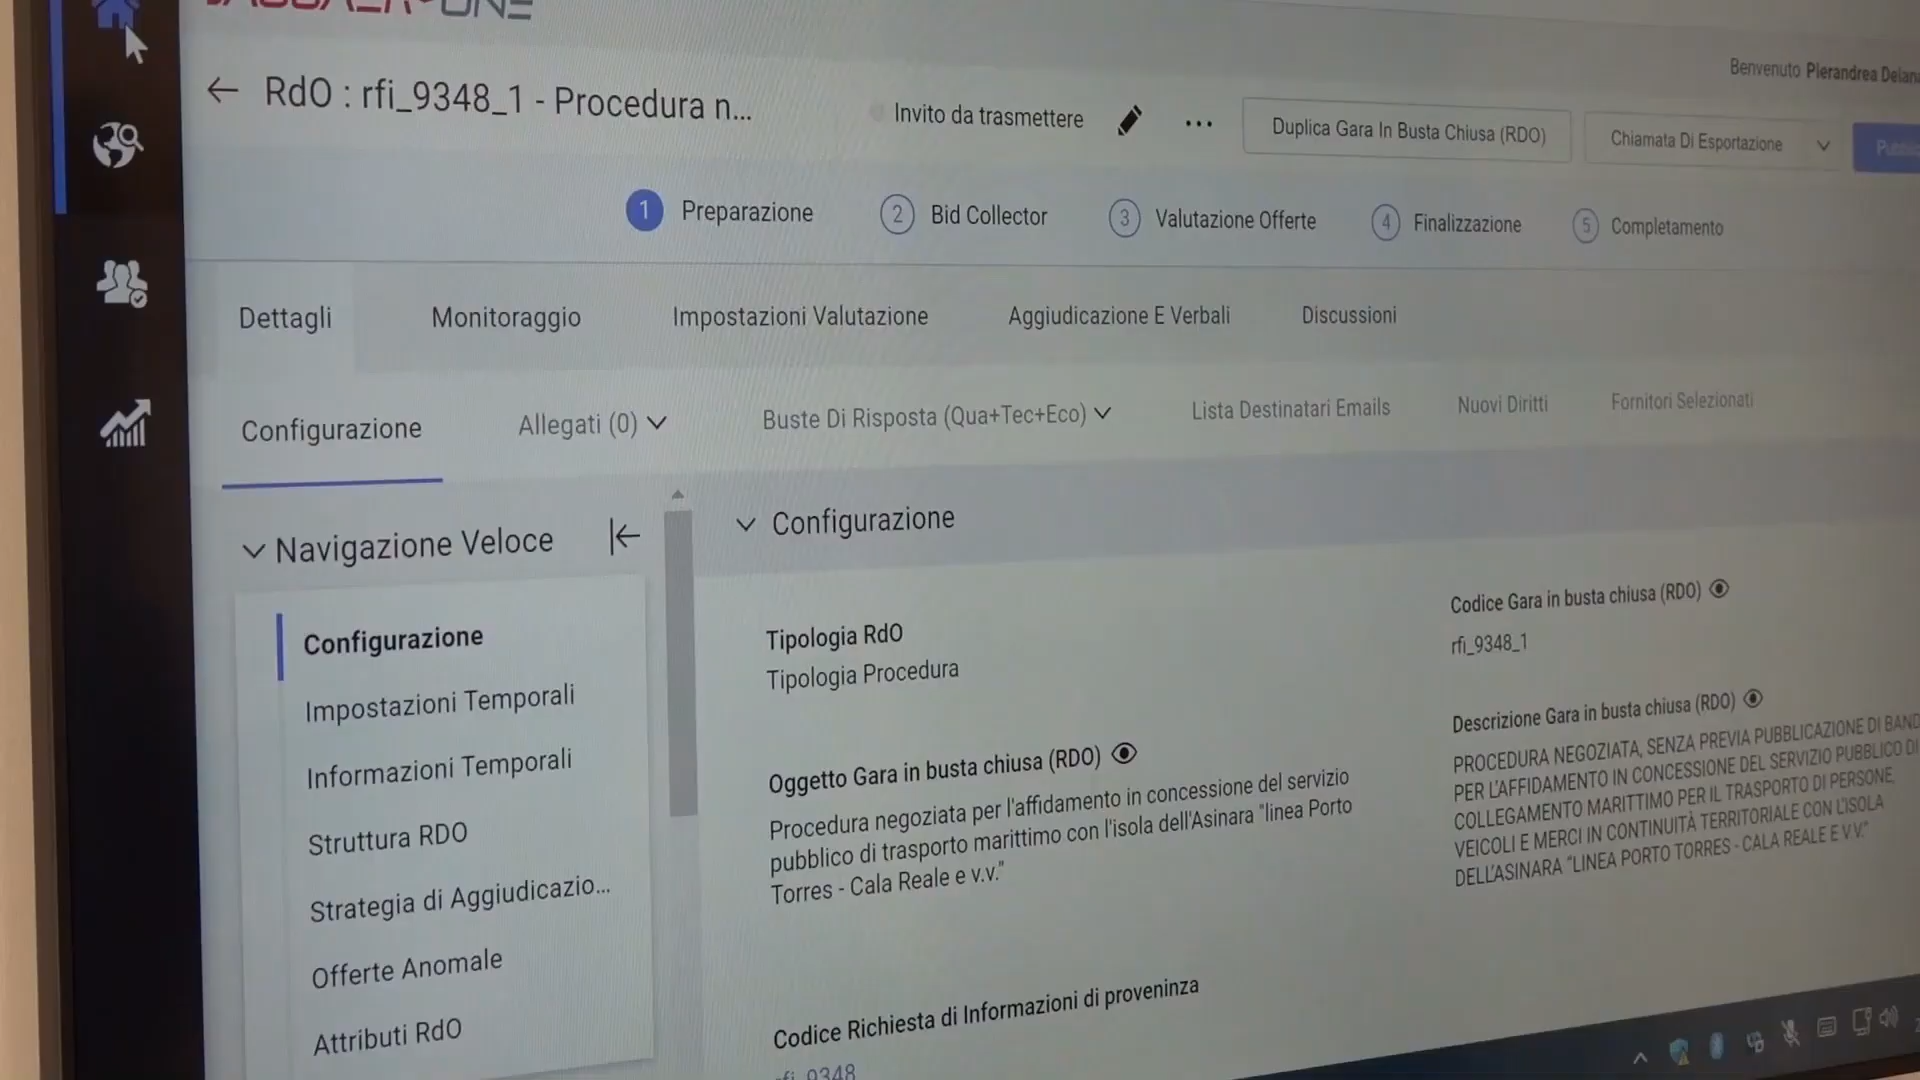 Benvenuto Pierandrea
RdO : rfi_9348_1 - Procedura n...
Invito da trasmettere
...
Duplica Gara In Busta Chiusa (RDO)
Chiamata Di Esportazione
1 Preparazione
2 Bid Collector
3 Valutazione Offerte
4 Finalizzazione
5 Completamento
Dettagli
Monitoraggio
Impostazioni Valutazione
Aggiudicazione E Verbali
Discussioni
Configurazione
Allegati (0)
Buste Di Risposta (Qua+Tec+Eco)
Lista Destinatari Emails
Nuovi Diritti
Fornitori Selezionati
Navigazione Veloce
Configurazione
Impostazioni Temporali
Informazioni Temporali
Struttura RDO
Strategia di Aggiudicazio...
Offerte Anomale
Attributi RdO
Configurazione
Tipologia RdO
Tipologia Procedura
Oggetto Gara in busta chiusa (RDO)
Procedura negoziata per l'affidamento in concessione del servizio
pubblico di trasporto marittimo con l'isola dell'Asinara "linea Porto
Torres - Cala Reale e v.v."
Codice Richiesta di Informazioni di proveninza
rfi_9348
Codice Gara in busta chiusa (RDO)
rfi_9348_1
Descrizione Gara in busta chiusa (RDO)
PROCEDURA NEGOZIATA, SENZA PREVIA PUBBLICAZIONE DI BAND
PER L'AFFIDAMENTO IN CONCESSIONE DEL SERVIZIO PUBBLICO DI
COLLEGAMENTO MARITTIMO PER IL TRASPORTO DI PERSONE,
VEICOLI E MERCI IN CONTINUITÀ TERRITORIALE CON L'ISOLA
DELL'ASINARA "LINEA PORTO TORRES - CALA REALE E V.V."